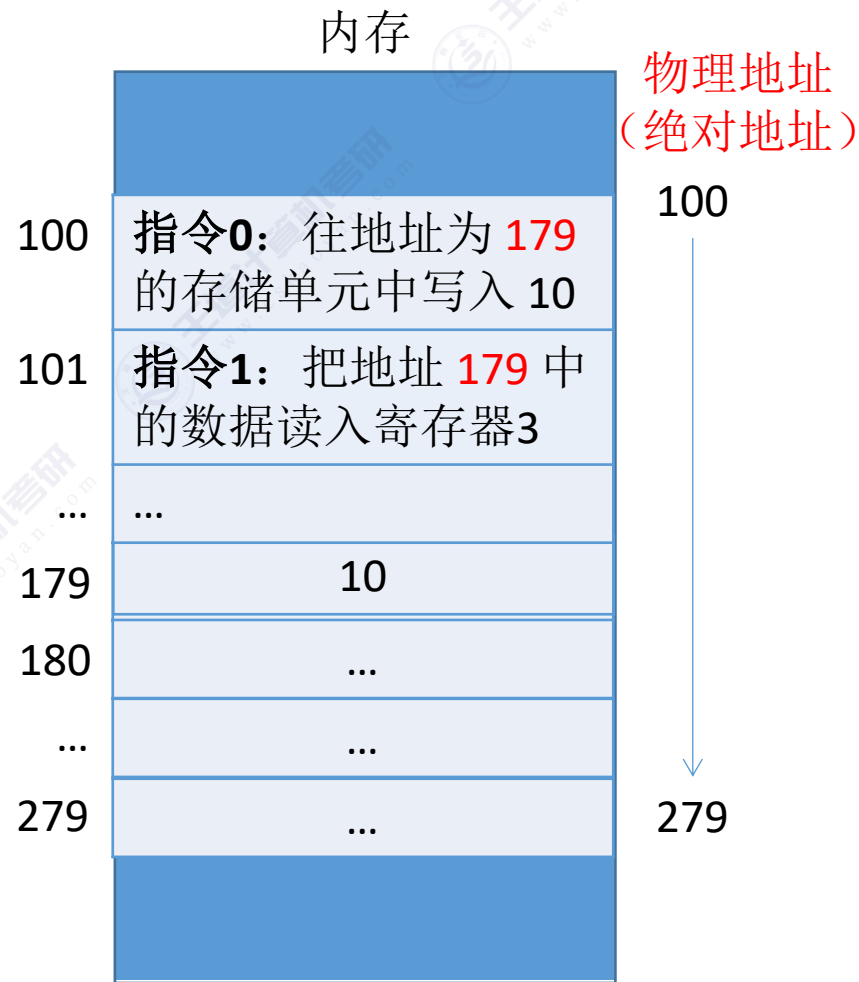 内存
物理地址
（绝对地址）
100
100
指令0：往地址为 179
的存储单元中写入 10
101
指令1：把地址 179 中
的数据读入寄存器3
…
…
179
10
180
…
…
…
279
…
279